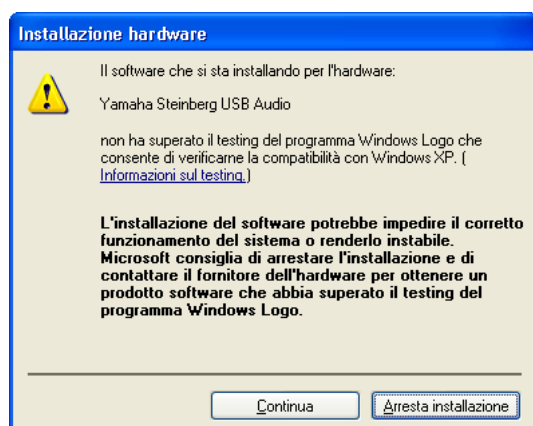 Installazione hardware
Il software che si sta installando per l'hardware:
Yamaha Steinberg USB Audio
non ha superato il testing del programma Windows Logo che
consente di verificarne la compatibilità con Windows XP. (
Informazioni sul testing.)
L'installazione del software potrebbe impedire il corretto
funzionamento del sistema o renderlo instabile.
Microsoft consiglia di arrestare l'installazione e di
contattare il fornitore dell'hardware per ottenere un
prodotto software che abbia superato il testing del
programma Windows Logo.
Continua
Arresta installazione